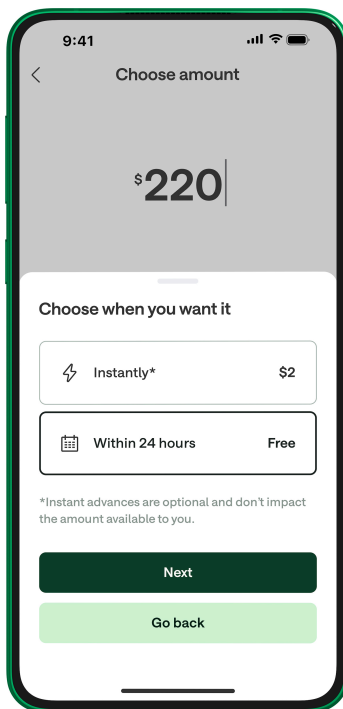 9:41
Choose amount
$220
Choose when you want it
Instantly* $2
Within 24 hours Free
*Instant advances are optional and don't impact
the amount available to you.
Next
Go back